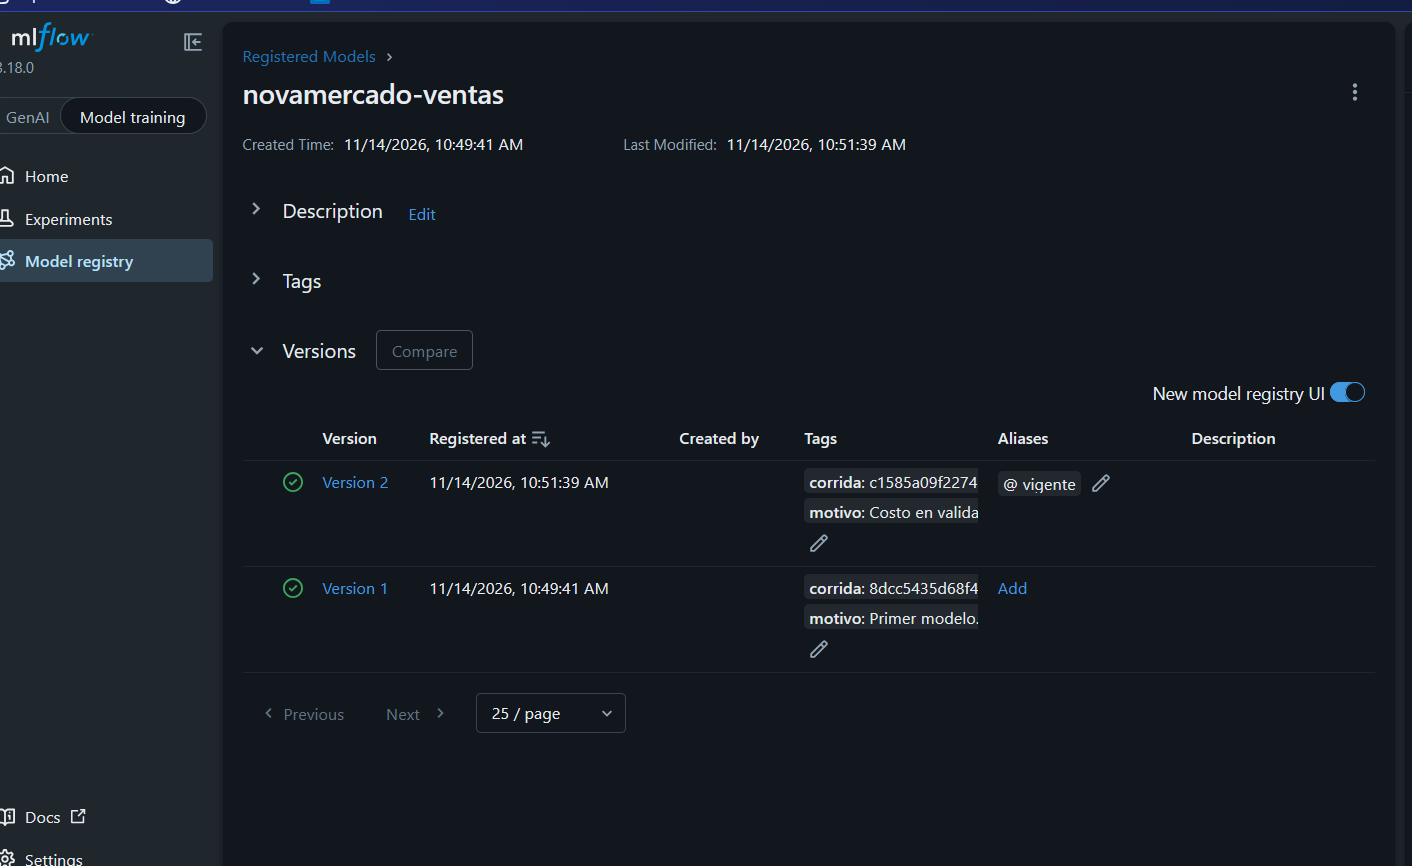 mlflow
3.18.0
GenAI
Model training
Home
Experiments
Model registry
Docs
Settings
Registered Models
novamercado-ventas
Created Time: 11/14/2026, 10:49:41 AM Last Modified: 11/14/2026, 10:51:39 AM
Description Edit
Tags
Versions Compare
New model registry UI
Version Registered at Created by Tags Aliases Description
Version 2 11/14/2026, 10:51:39 AM corrida: c1585a09f2274 @ vigente
motivo: Costo en valida
Version 1 11/14/2026, 10:49:41 AM corrida: 8dcc5435d68f4 Add
motivo: Primer modelo.
Previous Next 25 / page